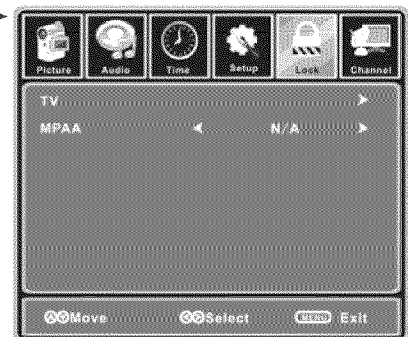 Picture Audio Time Setup Lock Channel
TV
MPAA N/A
Move Select MENU Exit